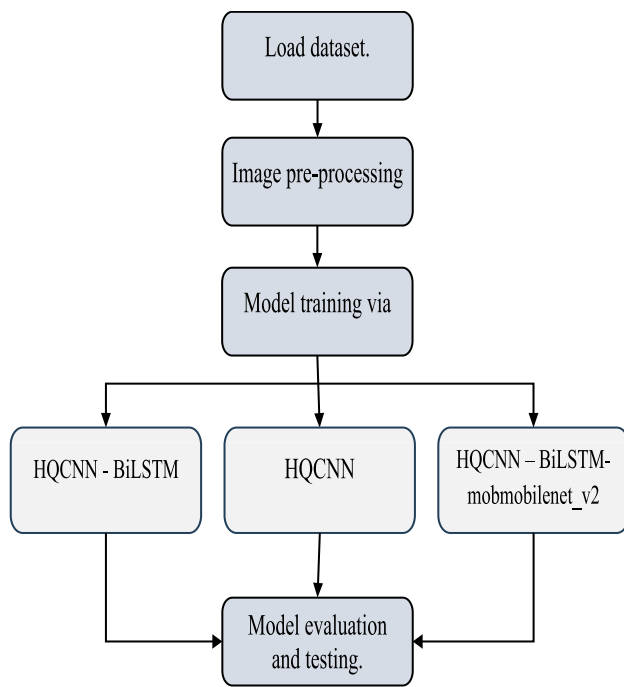 Load dataset.
Image pre-processing
Model training via
HQCNN - BiLSTM
HQCNN
HQCNN – BiLSTM-
mobmobilenet_v2
Model evaluation
and testing.